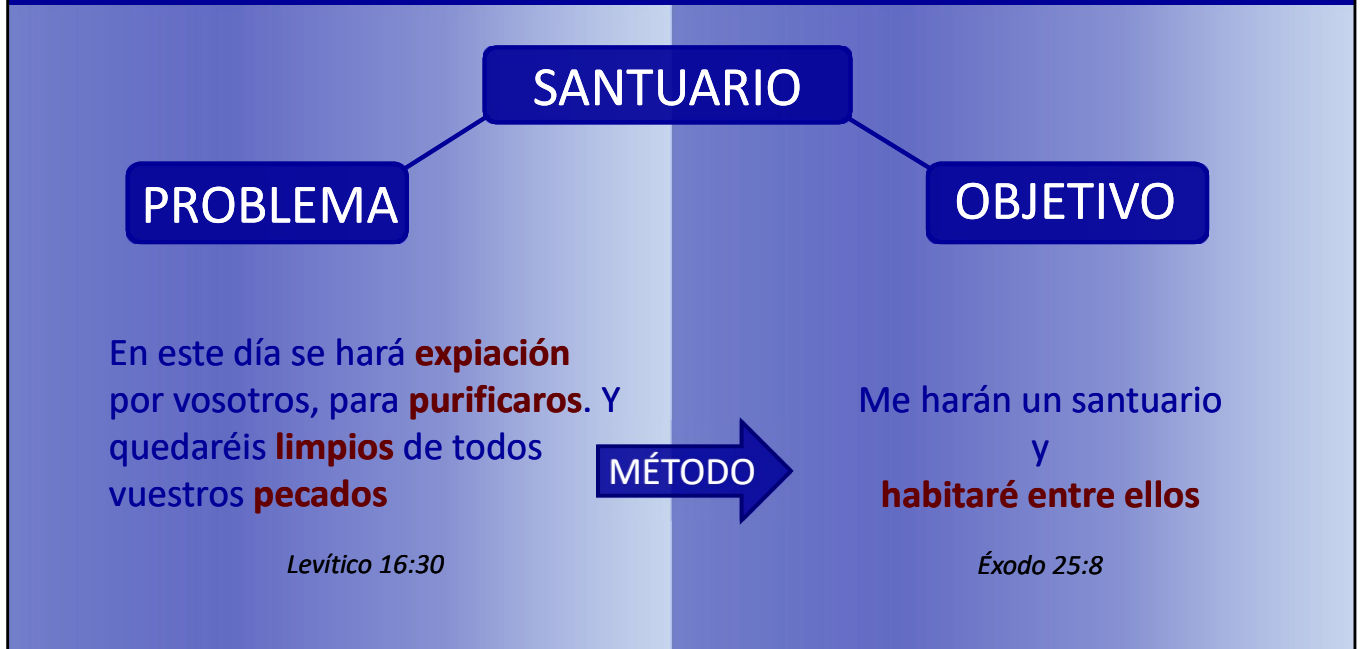 SANTUARIO
PROBLEMA
OBJETIVO
En este día se hará expiación
por vosotros, para purificaros. Y
quedaréis limpios de todos
vuestros pecados
Levítico 16:30
MÉTODO
Me harán un santuario
y
habitaré entre ellos
Éxodo 25:8